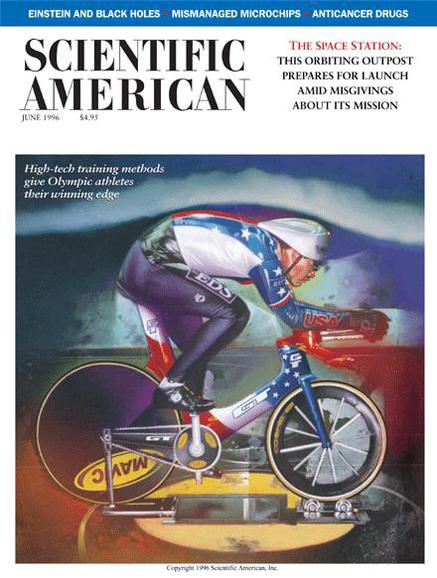 EINSTEIN AND BLACK HOLES • MISMANAGED MICROCHIPS • ANTICANCER DRUGS
SCIENTIFIC
AMERICAN
JUNE 1996 $4.95
THE SPACE STATION:
THIS ORBITING OUTPOST
PREPARES FOR LAUNCH
AMID MISGIVINGS
ABOUT ITS MISSION
High-tech training methods
give Olympic athletes
their winning edge
EDS
USA
GT
GT
GT
MAVIC
Copyright 1996 Scientific American, Inc.